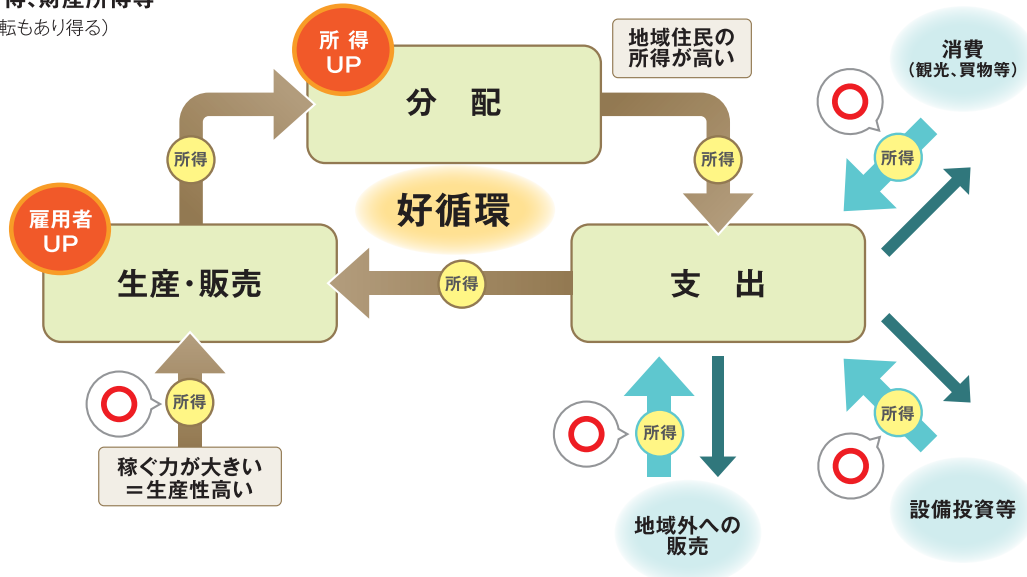 得、財産所得等
転もあり得る）
所 得
UP
分　配
地域住民の
所得が高い
消費
（観光、買物等）
所得
所得
所得
好循環
雇用者
UP
生産・販売
所得
支　出
所得
稼ぐ力が大きい
＝生産性高い
所得
地域外への
販売
所得
設備投資等